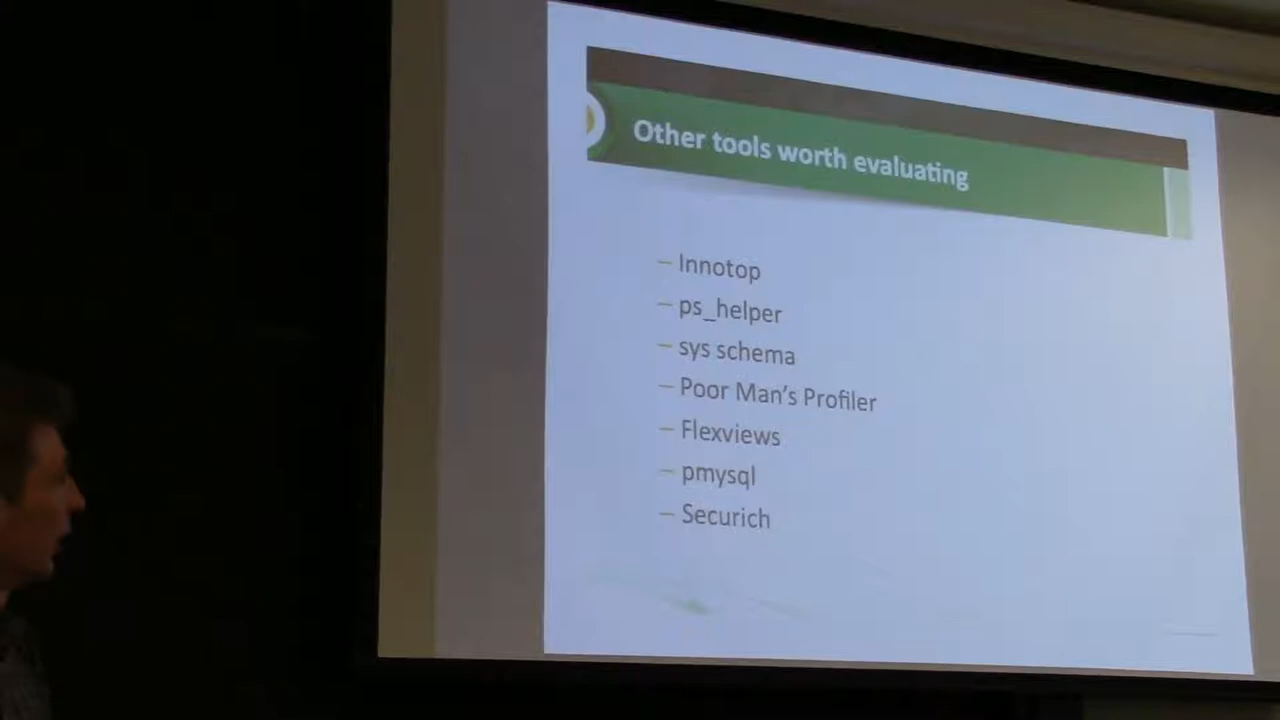 Other tools worth evaluating
– Innotop
– ps_helper
– sys schema
– Poor Man's Profiler
– Flexviews
– pmysql
– Securich